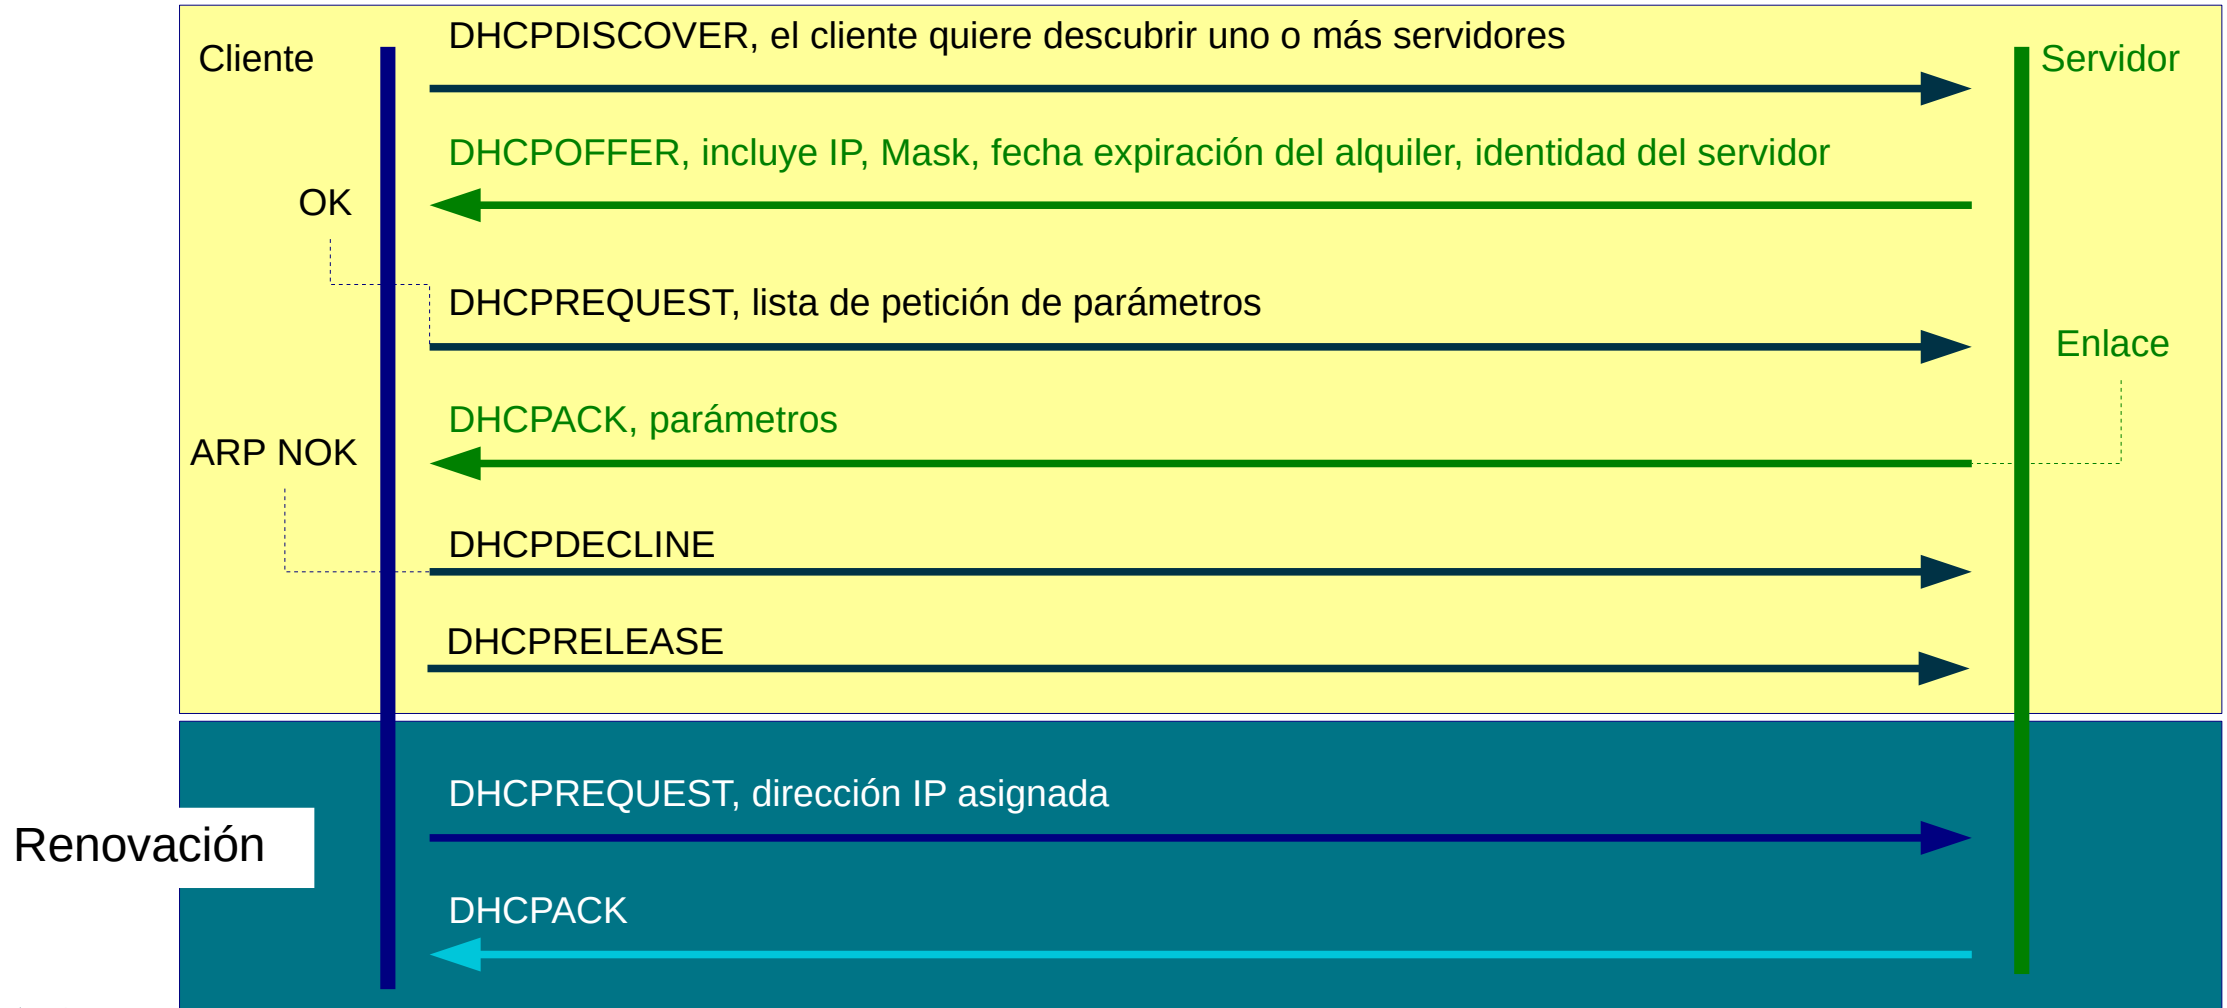 DHCPDISCOVER, el cliente quiere descubrir uno o más servidores
Cliente
Servidor
DHCPOFFER, incluye IP, Mask, fecha expiración del alquiler, identidad del servidor
OK
DHCPREQUEST, lista de petición de parámetros
Enlace
DHCPACK, parámetros
ARP NOK
DHCPDECLINE
DHCPRELEASE
DHCPREQUEST, dirección IP asignada
Renovación
DHCPACK